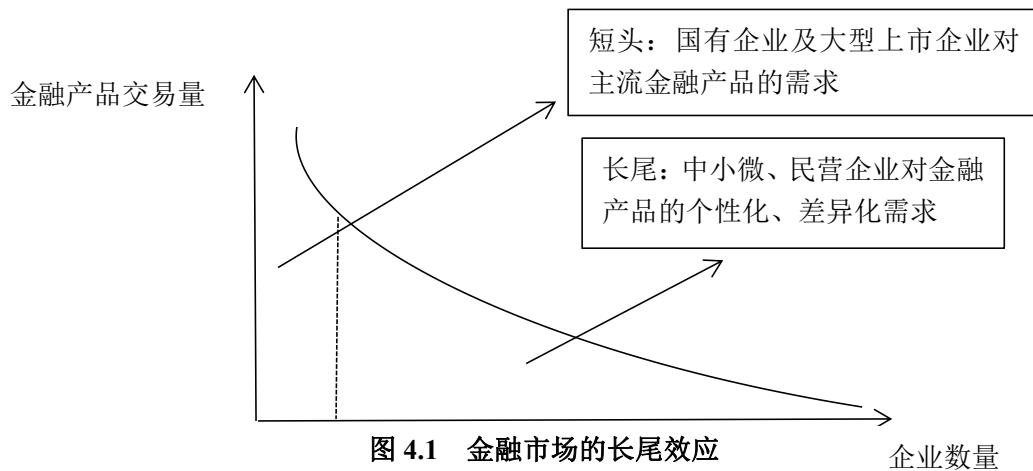 短头：国有企业及大型上市企业对
主流金融产品的需求
金融产品交易量
长尾：中小微、民营企业对金融
产品的个性化、差异化需求
图 4.1 金融市场的长尾效应
企业数量